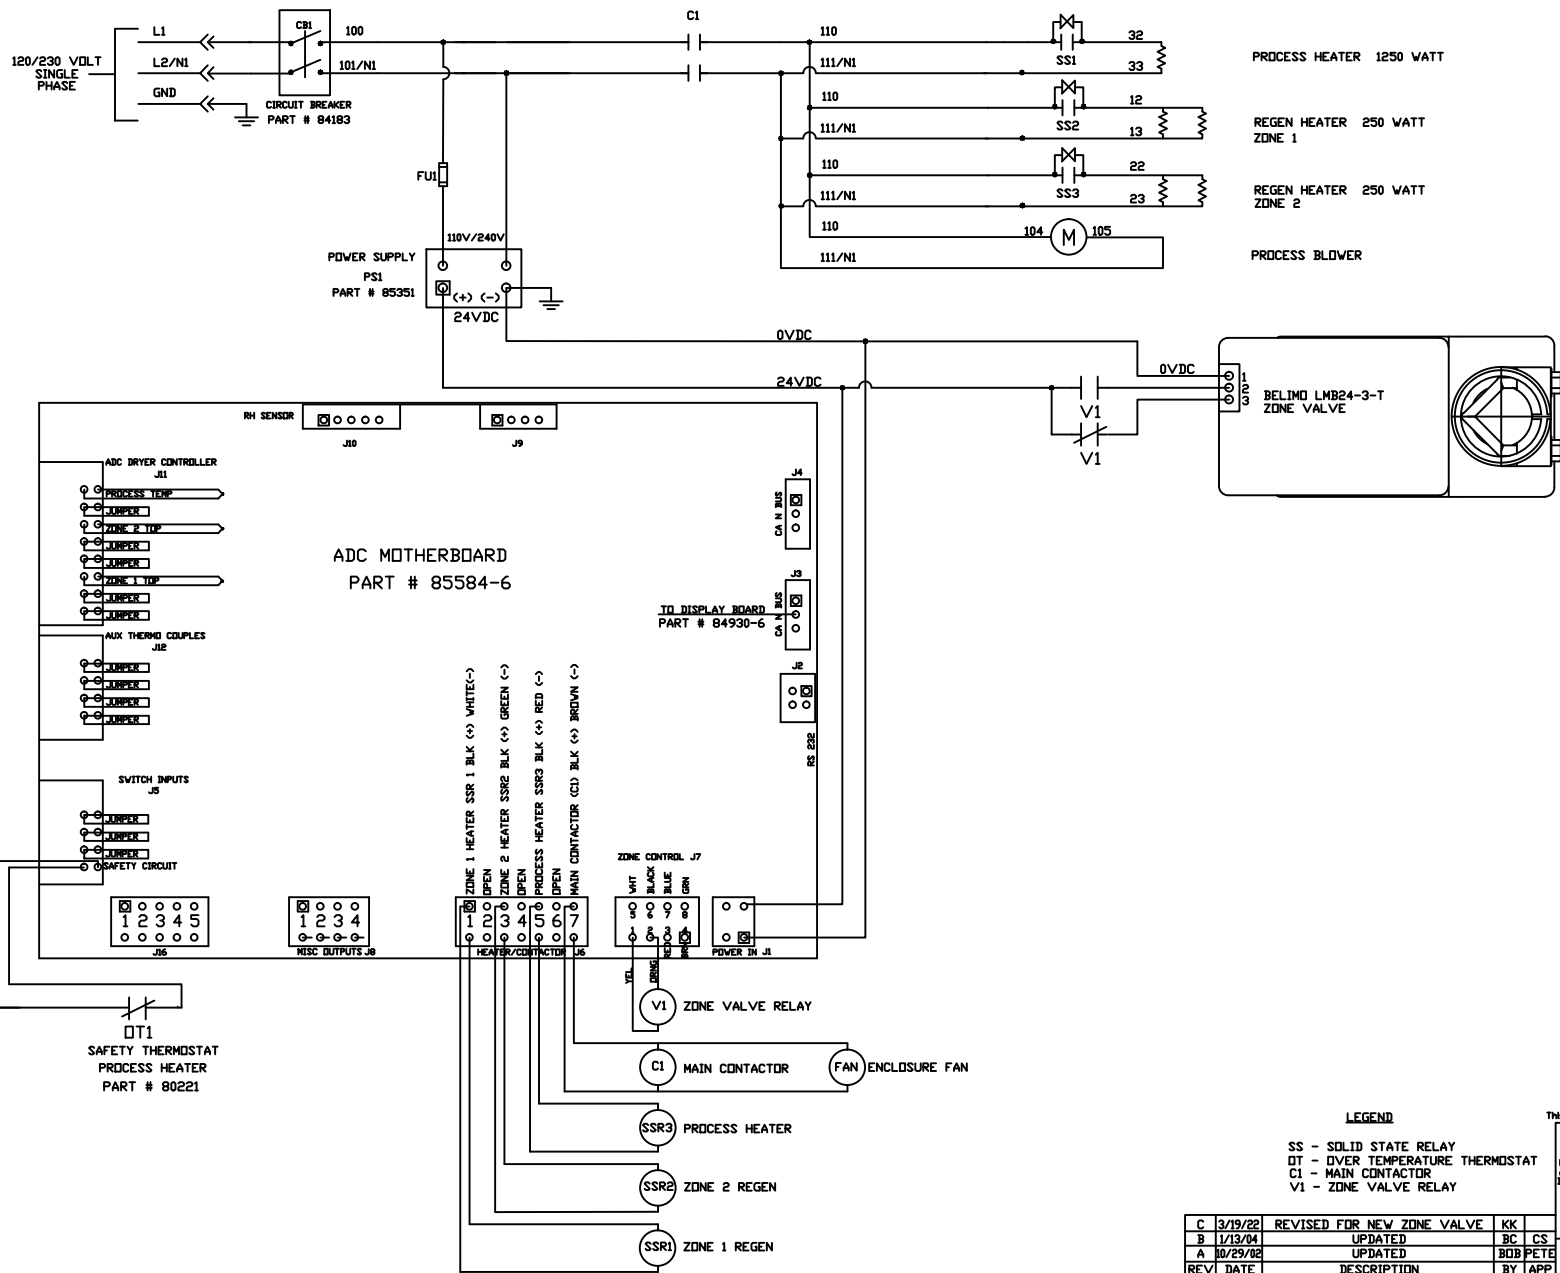 120/230 VOLT
SINGLE
PHASE
L1
L2/N1
GND
CB1
100
101/N1
CIRCUIT BREAKER
PART # 84183
C1
110
111/N1
SS1
32
33
PROCESS HEATER 1250 WATT
110
111/N1
SS2
12
13
REGEN HEATER 250 WATT
ZONE 1
110
111/N1
SS3
22
23
REGEN HEATER 250 WATT
ZONE 2
110
111/N1
104
M
105
PROCESS BLOWER
FU1
110V/240V
POWER SUPPLY
PS1
PART # 85351
(+) (-)
24VDC
0VDC
24VDC
0VDC
V1
V1
1
2
3
BELIMO LMB24-3-T
ZONE VALVE
RH SENSOR
J10
J9
ADC DRYER CONTROLLER
J11
PROCESS TEMP
JUMPER
ZONE 2 TOP
JUMPER
JUMPER
ZONE 1 TOP
JUMPER
JUMPER
AUX THERMO COUPLES
J12
JUMPER
JUMPER
JUMPER
JUMPER
SWITCH INPUTS
J5
JUMPER
JUMPER
JUMPER
SAFETY CIRCUIT
ADC MOTHERBOARD
PART # 85584-6
J4
CA N BUS
J3
CA N BUS
TO DISPLAY BOARD
PART # 84930-6
J2
RS 232
ZONE 1 HEATER SSR 1 BLK (+) WHITE(-)
OPEN
ZONE 2 HEATER SSR2 BLK (+) GREEN (-)
OPEN
PROCESS HEATER SSR3 BLK (+) RED (-)
OPEN
MAIN CONTACTOR (C1) BLK (+) BROWN (-)
1 2 3 4 5
J16
1 2 3 4
MISC OUTPUTS J8
1 2 3 4 5 6 7
HEATER/CONTACTOR J6
ZONE CONTROL J7
WHT
BLACK
BLUE
GRN
5 6 7 8
1 2 3 4
YEL
ORNG
RED
BRN
POWER IN J1
OT1
SAFETY THERMOSTAT
PROCESS HEATER
PART # 80221
V1
ZONE VALVE RELAY
C1
MAIN CONTACTOR
FAN
ENCLOSURE FAN
SSR3
PROCESS HEATER
SSR2
ZONE 2 REGEN
SSR1
ZONE 1 REGEN
LEGEND
SS - SOLID STATE RELAY
OT - OVER TEMPERATURE THERMOSTAT
C1 - MAIN CONTACTOR
V1 - ZONE VALVE RELAY
C 3/19/22 REVISED FOR NEW ZONE VALVE KK
B 1/13/04 UPDATED BC CS
A 10/29/02 UPDATED BOB PETE
REV DATE DESCRIPTION BY APP